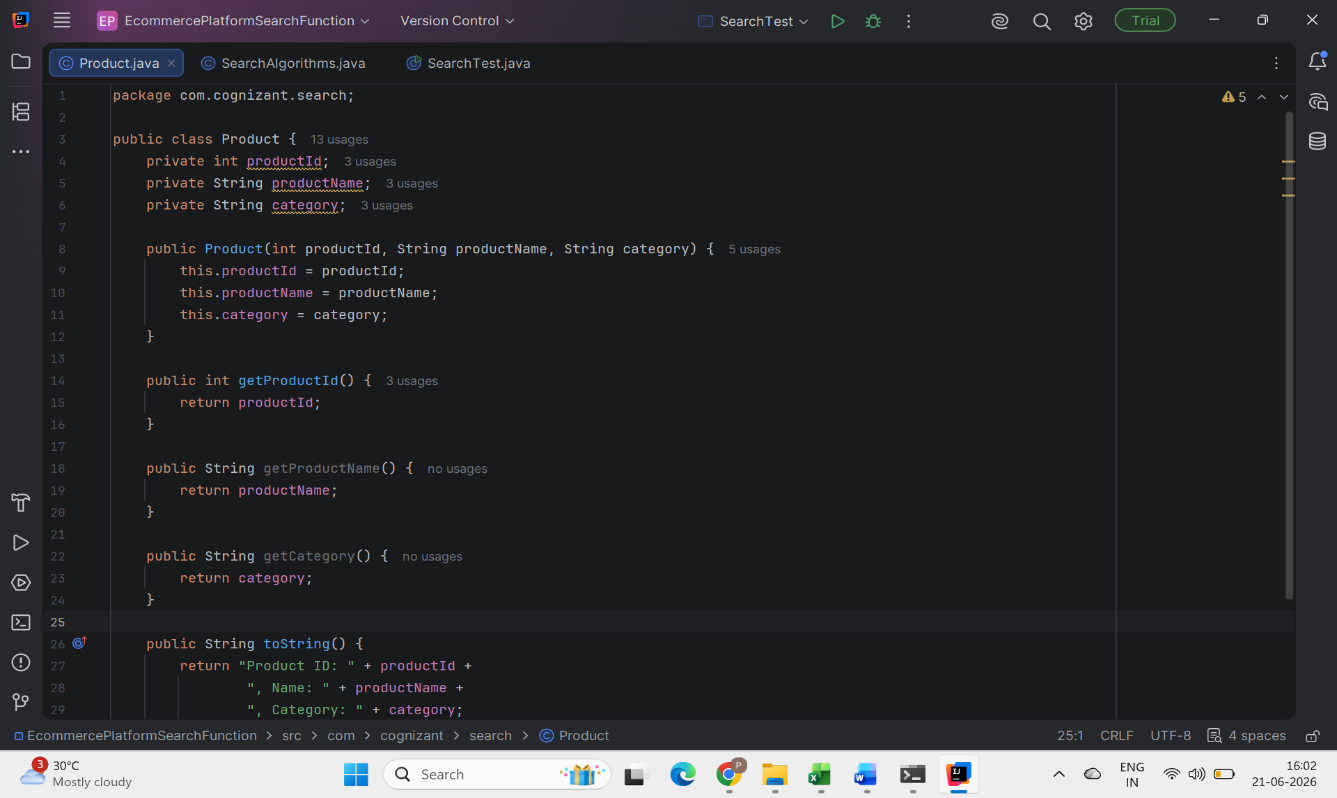 EP EcommercePlatformSearchFunction Version Control SearchTest Trial
Product.java SearchAlgorithms.java SearchTest.java
1 package com.cognizant.search; 5
2
3 public class Product { 13 usages
4 private int productId; 3 usages
5 private String productName; 3 usages
6 private String category; 3 usages
7
8 public Product(int productId, String productName, String category) { 5 usages
9 this.productId = productId;
10 this.productName = productName;
11 this.category = category;
12 }
13
14 public int getProductId() { 3 usages
15 return productId;
16 }
17
18 public String getProductName() { no usages
19 return productName;
20 }
21
22 public String getCategory() { no usages
23 return category;
24 }
25
26 public String toString() {
27 return "Product ID: " + productId +
28 ", Name: " + productName +
29 ", Category: " + category;
EcommercePlatformSearchFunction > src > com > cognizant > search > Product 25:1 CRLF UTF-8 4 spaces
3 30°C Search P ENG 16:02
Mostly cloudy IN 21-06-2026